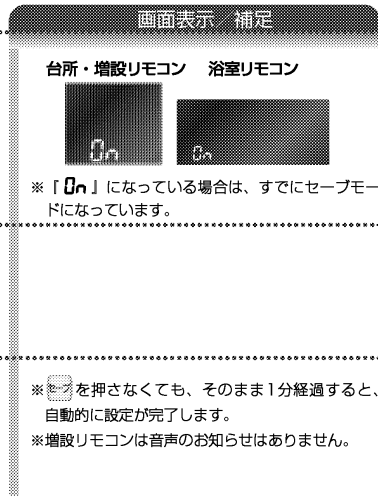 画面表示／補足
台所・増設リモコン　浴室リモコン
0n　0n
※『0n』になっている場合は、すでにセーブモー
ドになっています。
※セーブを押さなくても、そのまま1分経過すると、
自動的に設定が完了します。
※増設リモコンは音声のお知らせはありません。